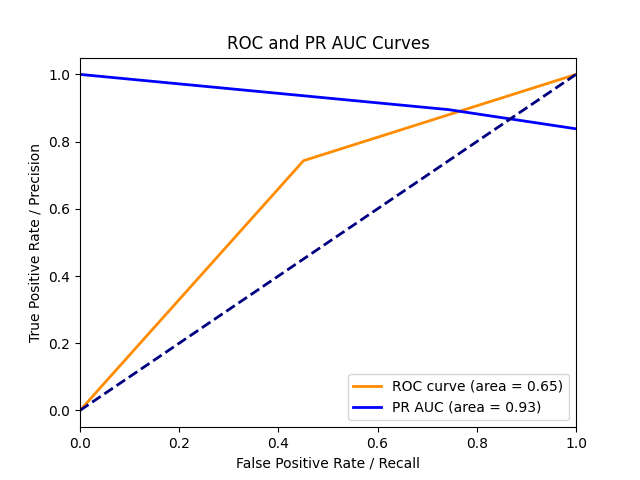 ROC and PR AUC Curves
1.0
0.8
0.6
0.4
0.2
0.0
True Positive Rate / Precision
0.0 0.2 0.4 0.6 0.8 1.0
False Positive Rate / Recall
ROC curve (area = 0.65)
PR AUC (area = 0.93)